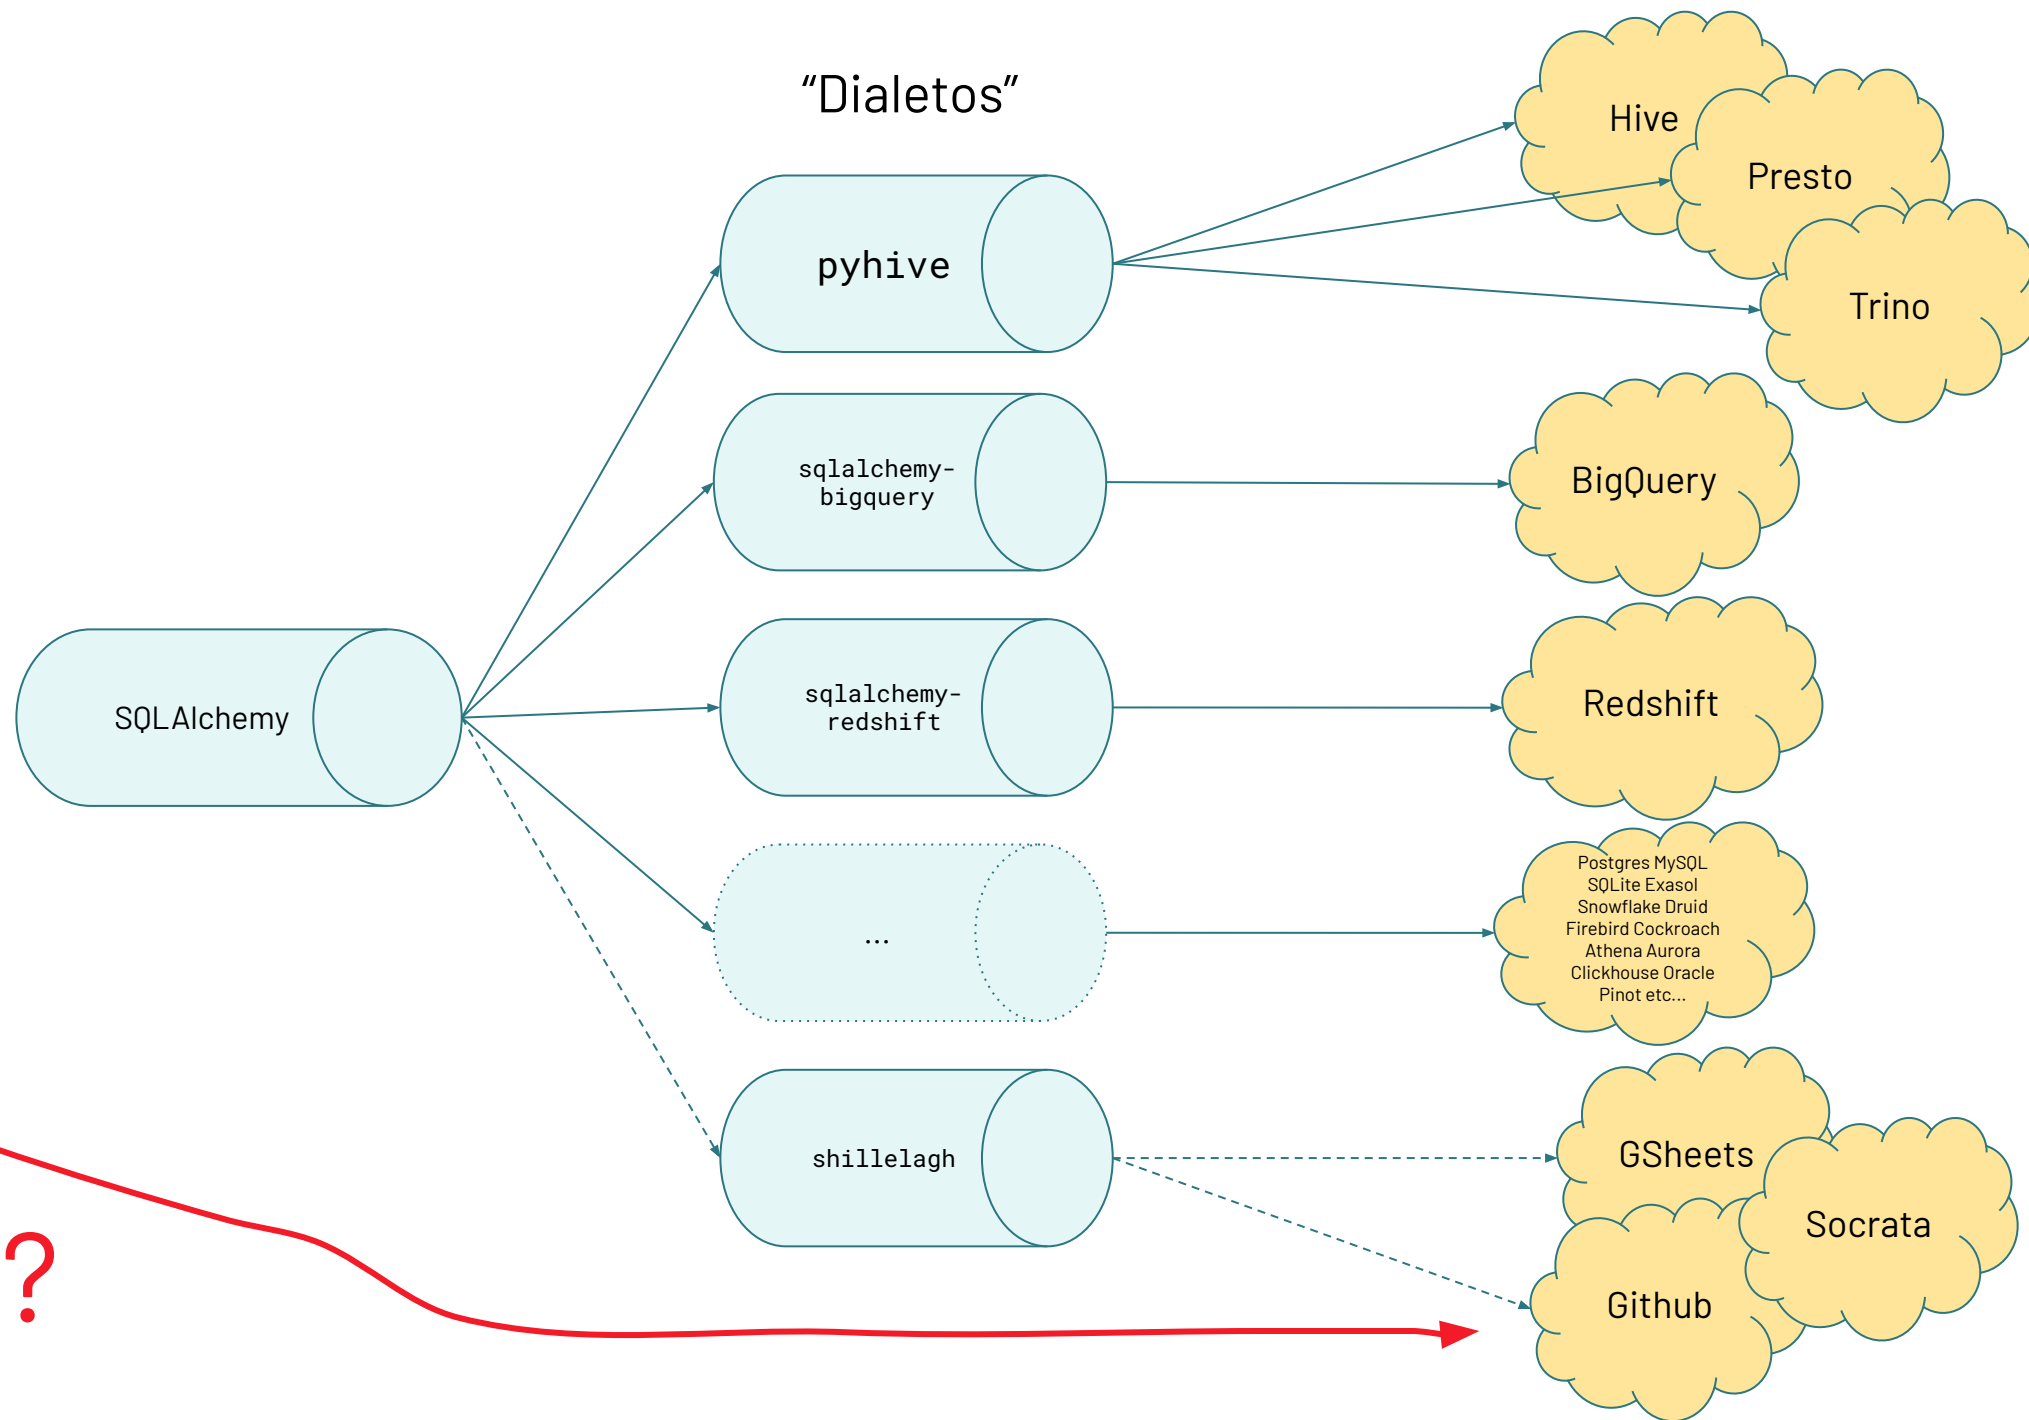 “Dialetos”
Hive
Presto
Trino
pyhive
sqlalchemy-
bigquery
BigQuery
SQLAlchemy
sqlalchemy-
redshift
Redshift
...
Postgres MySQL
SQLite Exasol
Snowflake Druid
Firebird Cockroach
Athena Aurora
Clickhouse Oracle
Pinot etc...
shillelagh
GSheets
Socrata
Github
?